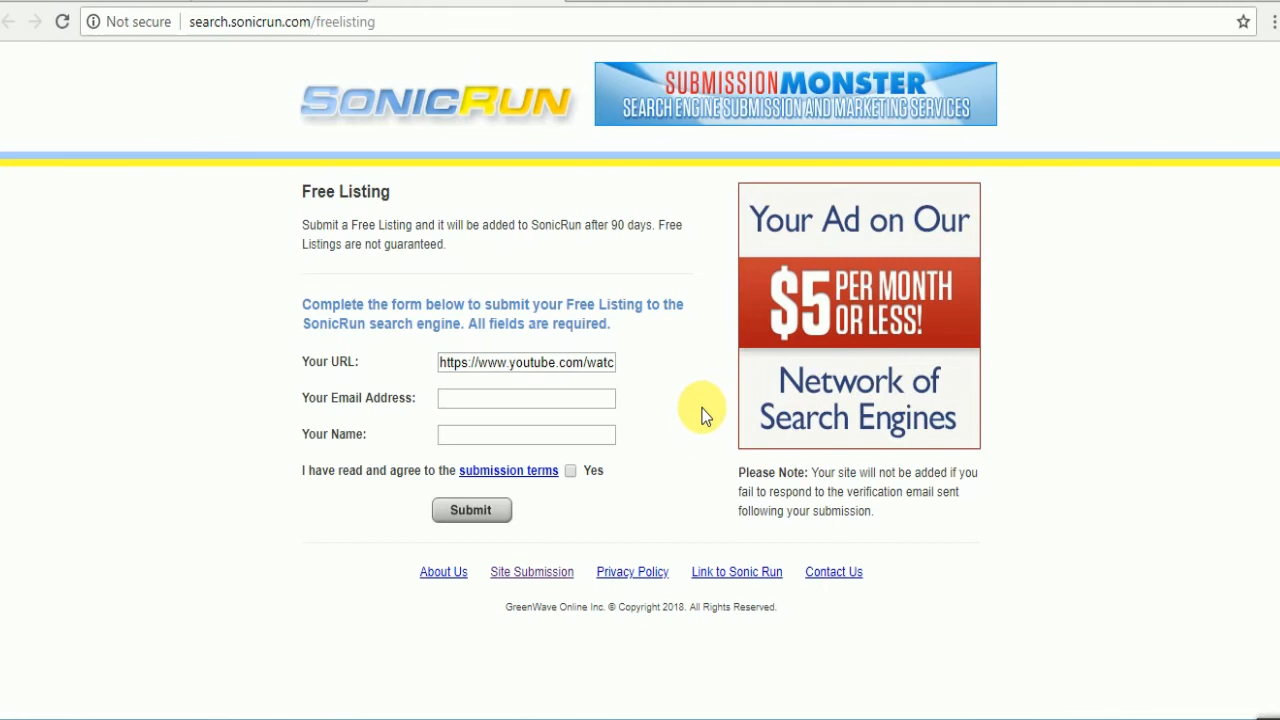 Not secure search.sonicrun.com/freelisting
SONICRUN
SUBMISSIONMONSTER
SEARCH ENGINE SUBMISSION AND MARKETING SERVICES
Free Listing
Submit a Free Listing and it will be added to SonicRun after 90 days. Free
Listings are not guaranteed.
Complete the form below to submit your Free Listing to the
SonicRun search engine. All fields are required.
Your URL: https://www.youtube.com/watc
Your Email Address:
Your Name:
I have read and agree to the submission terms Yes
Submit
Your Ad on Our
$5 PER MONTH
OR LESS!
Network of
Search Engines
Please Note: Your site will not be added if you
fail to respond to the verification email sent
following your submission.
About Us Site Submission Privacy Policy Link to Sonic Run Contact Us
GreenWave Online Inc. © Copyright 2018. All Rights Reserved.